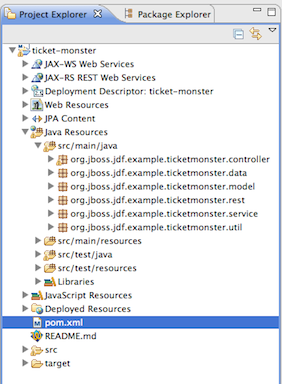 Project Explorer
Package Explorer
ticket-monster
JAX-WS Web Services
JAX-RS REST Web Services
Deployment Descriptor: ticket-monster
Web Resources
JPA Content
Java Resources
src/main/java
org.jboss.jdf.example.ticketmonster.controller
org.jboss.jdf.example.ticketmonster.data
org.jboss.jdf.example.ticketmonster.model
org.jboss.jdf.example.ticketmonster.rest
org.jboss.jdf.example.ticketmonster.service
org.jboss.jdf.example.ticketmonster.util
src/main/resources
src/test/java
src/test/resources
Libraries
JavaScript Resources
Deployed Resources
pom.xml
README.md
src
target